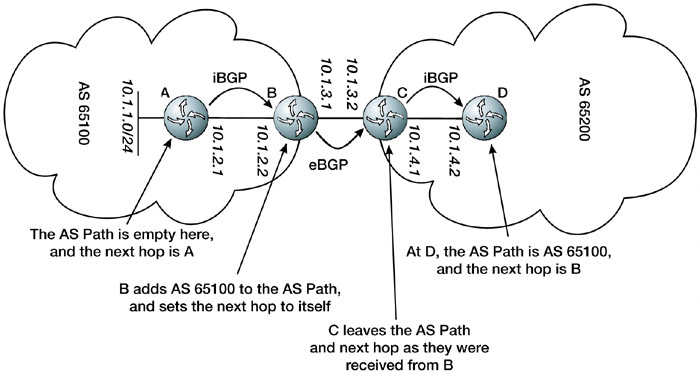 AS 65100
10.1.1.0/24
A
iBGP
B
10.1.2.1
10.1.2.2
10.1.3.1
10.1.3.2
eBGP
C
iBGP
D
10.1.4.1
10.1.4.2
AS 65200
The AS Path is empty here,
and the next hop is A
B adds AS 65100 to the AS Path,
and sets the next hop to itself
C leaves the AS Path
and next hop as they were
received from B
At D, the AS Path is AS 65100,
and the next hop is B